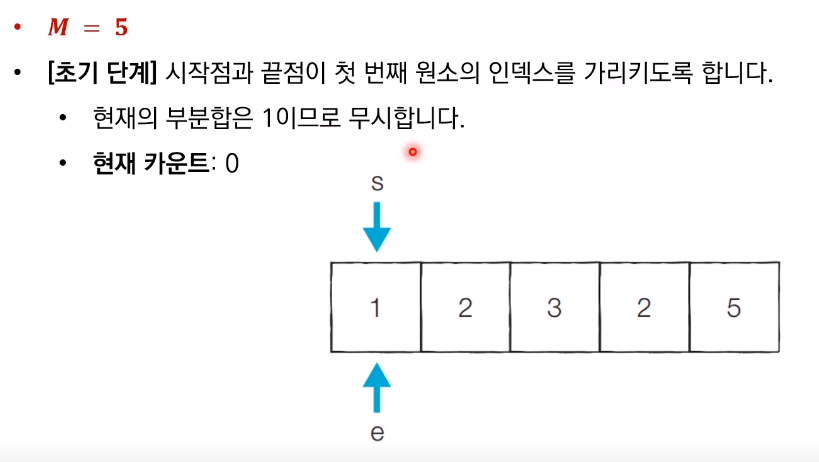 • M = 5
• [초기 단계] 시작점과 끝점이 첫 번째 원소의 인덱스를 가리키도록 합니다.
• 현재의 부분합은 1이므로 무시합니다.
• 현재 카운트: 0
s
1 2 3 2 5
e